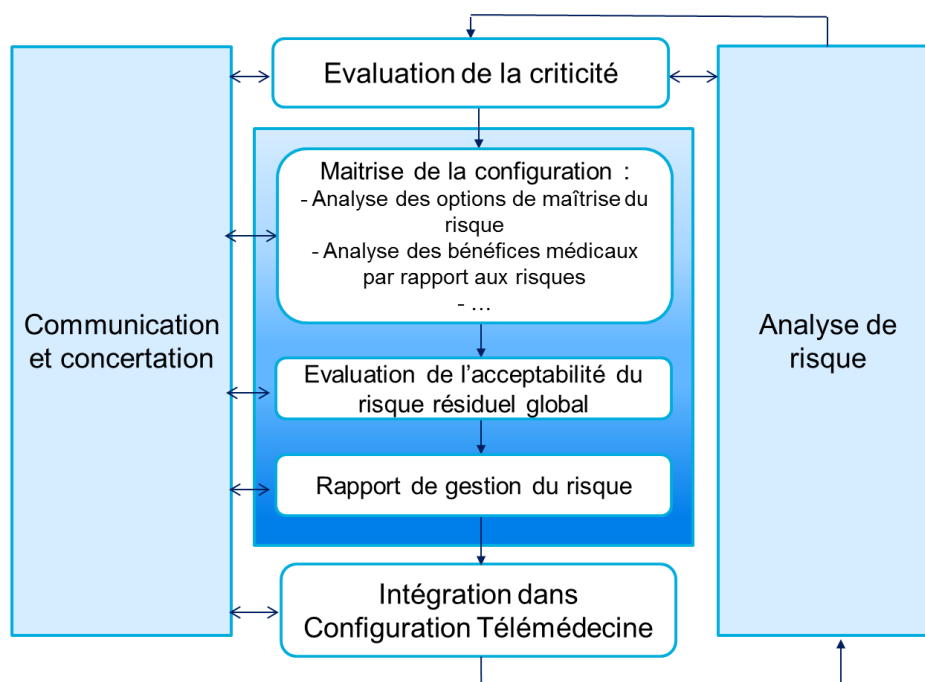 Evaluation de la criticité
Maitrise de la configuration :
- Analyse des options de maîtrise du
risque
- Analyse des bénéfices médicaux
par rapport aux risques
- ...
Communication
et concertation
Analyse de
risque
Evaluation de l’acceptabilité du
risque résiduel global
Rapport de gestion du risque
Intégration dans
Configuration Télémédecine